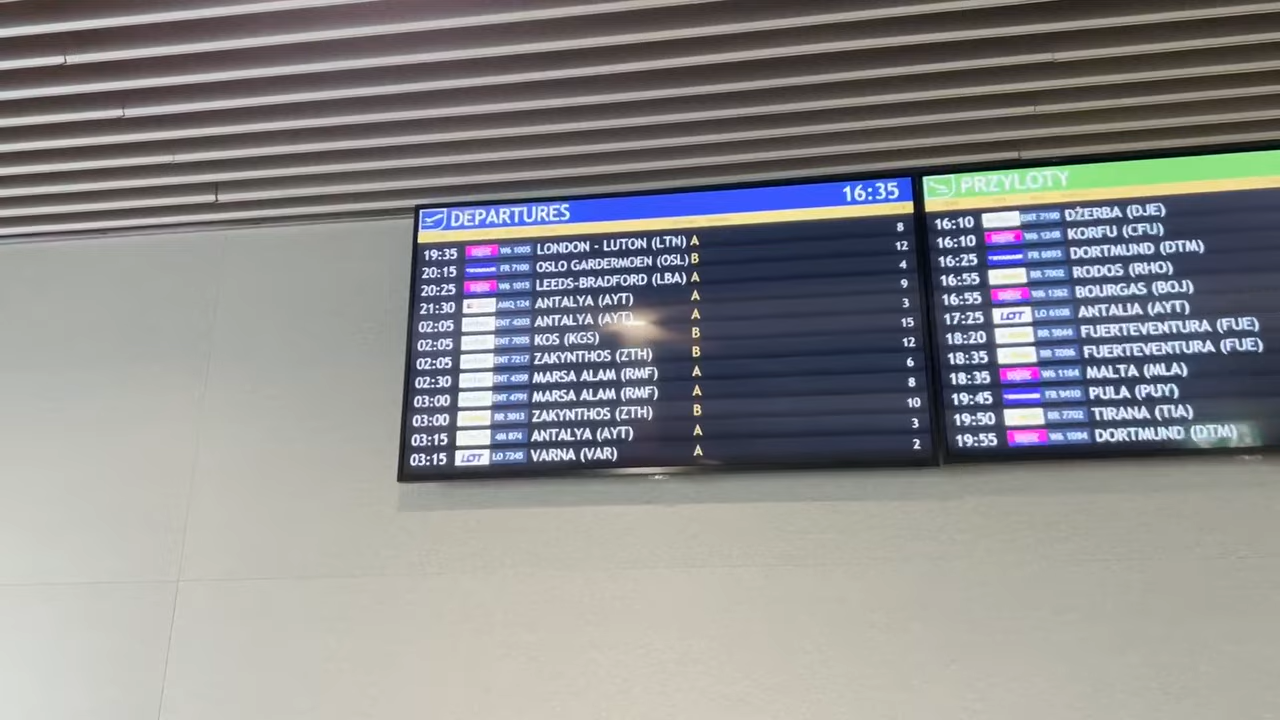 DEPARTURES 16:35
19:35 W6 1005 LONDON - LUTON (LTN) A 8
20:15 FR 7100 OSLO GARDERMOEN (OSL) B 12
20:25 W6 1015 LEEDS-BRADFORD (LBA) A 4
21:30 AMQ 124 ANTALYA (AYT) A 9
02:05 ENT 4203 ANTALYA (AYT) A 3
02:05 ENT 7055 KOS (KGS) B 15
02:05 ENT 7217 ZAKYNTHOS (ZTH) B 12
02:30 ENT 4359 MARSA ALAM (RMF) A 6
03:00 ENT 4791 MARSA ALAM (RMF) A 8
03:00 RR 3013 ZAKYNTHOS (ZTH) B 10
03:15 4M 874 ANTALYA (AYT) A 3
03:15 LOT LO 7245 VARNA (VAR) A 2
PRZYLOTY
16:10 ENT 7190 DŻERBA (DJE)
16:10 W6 1248 KORFU (CFU)
16:25 FR 6893 DORTMUND (DTM)
16:55 RR 7002 RODOS (RHO)
16:55 W6 1362 BOURGAS (BOJ)
17:25 LOT LO 6108 ANTALIA (AYT)
18:20 RR 5044 FUERTEVENTURA (FUE)
18:35 RR 7006 FUERTEVENTURA (FUE)
18:35 W6 1164 MALTA (MLA)
19:45 FR 9410 PULA (PUY)
19:50 RR 7702 TIRANA (TIA)
19:55 W6 1094 DORTMUND (DTM)